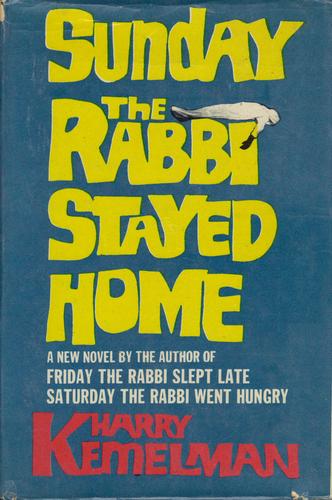 SUNDAY
THE
RABBI
STAYED
HOME
A NEW NOVEL BY THE AUTHOR OF
FRIDAY THE RABBI SLEPT LATE
SATURDAY THE RABBI WENT HUNGRY
HARRY
KEMELMAN